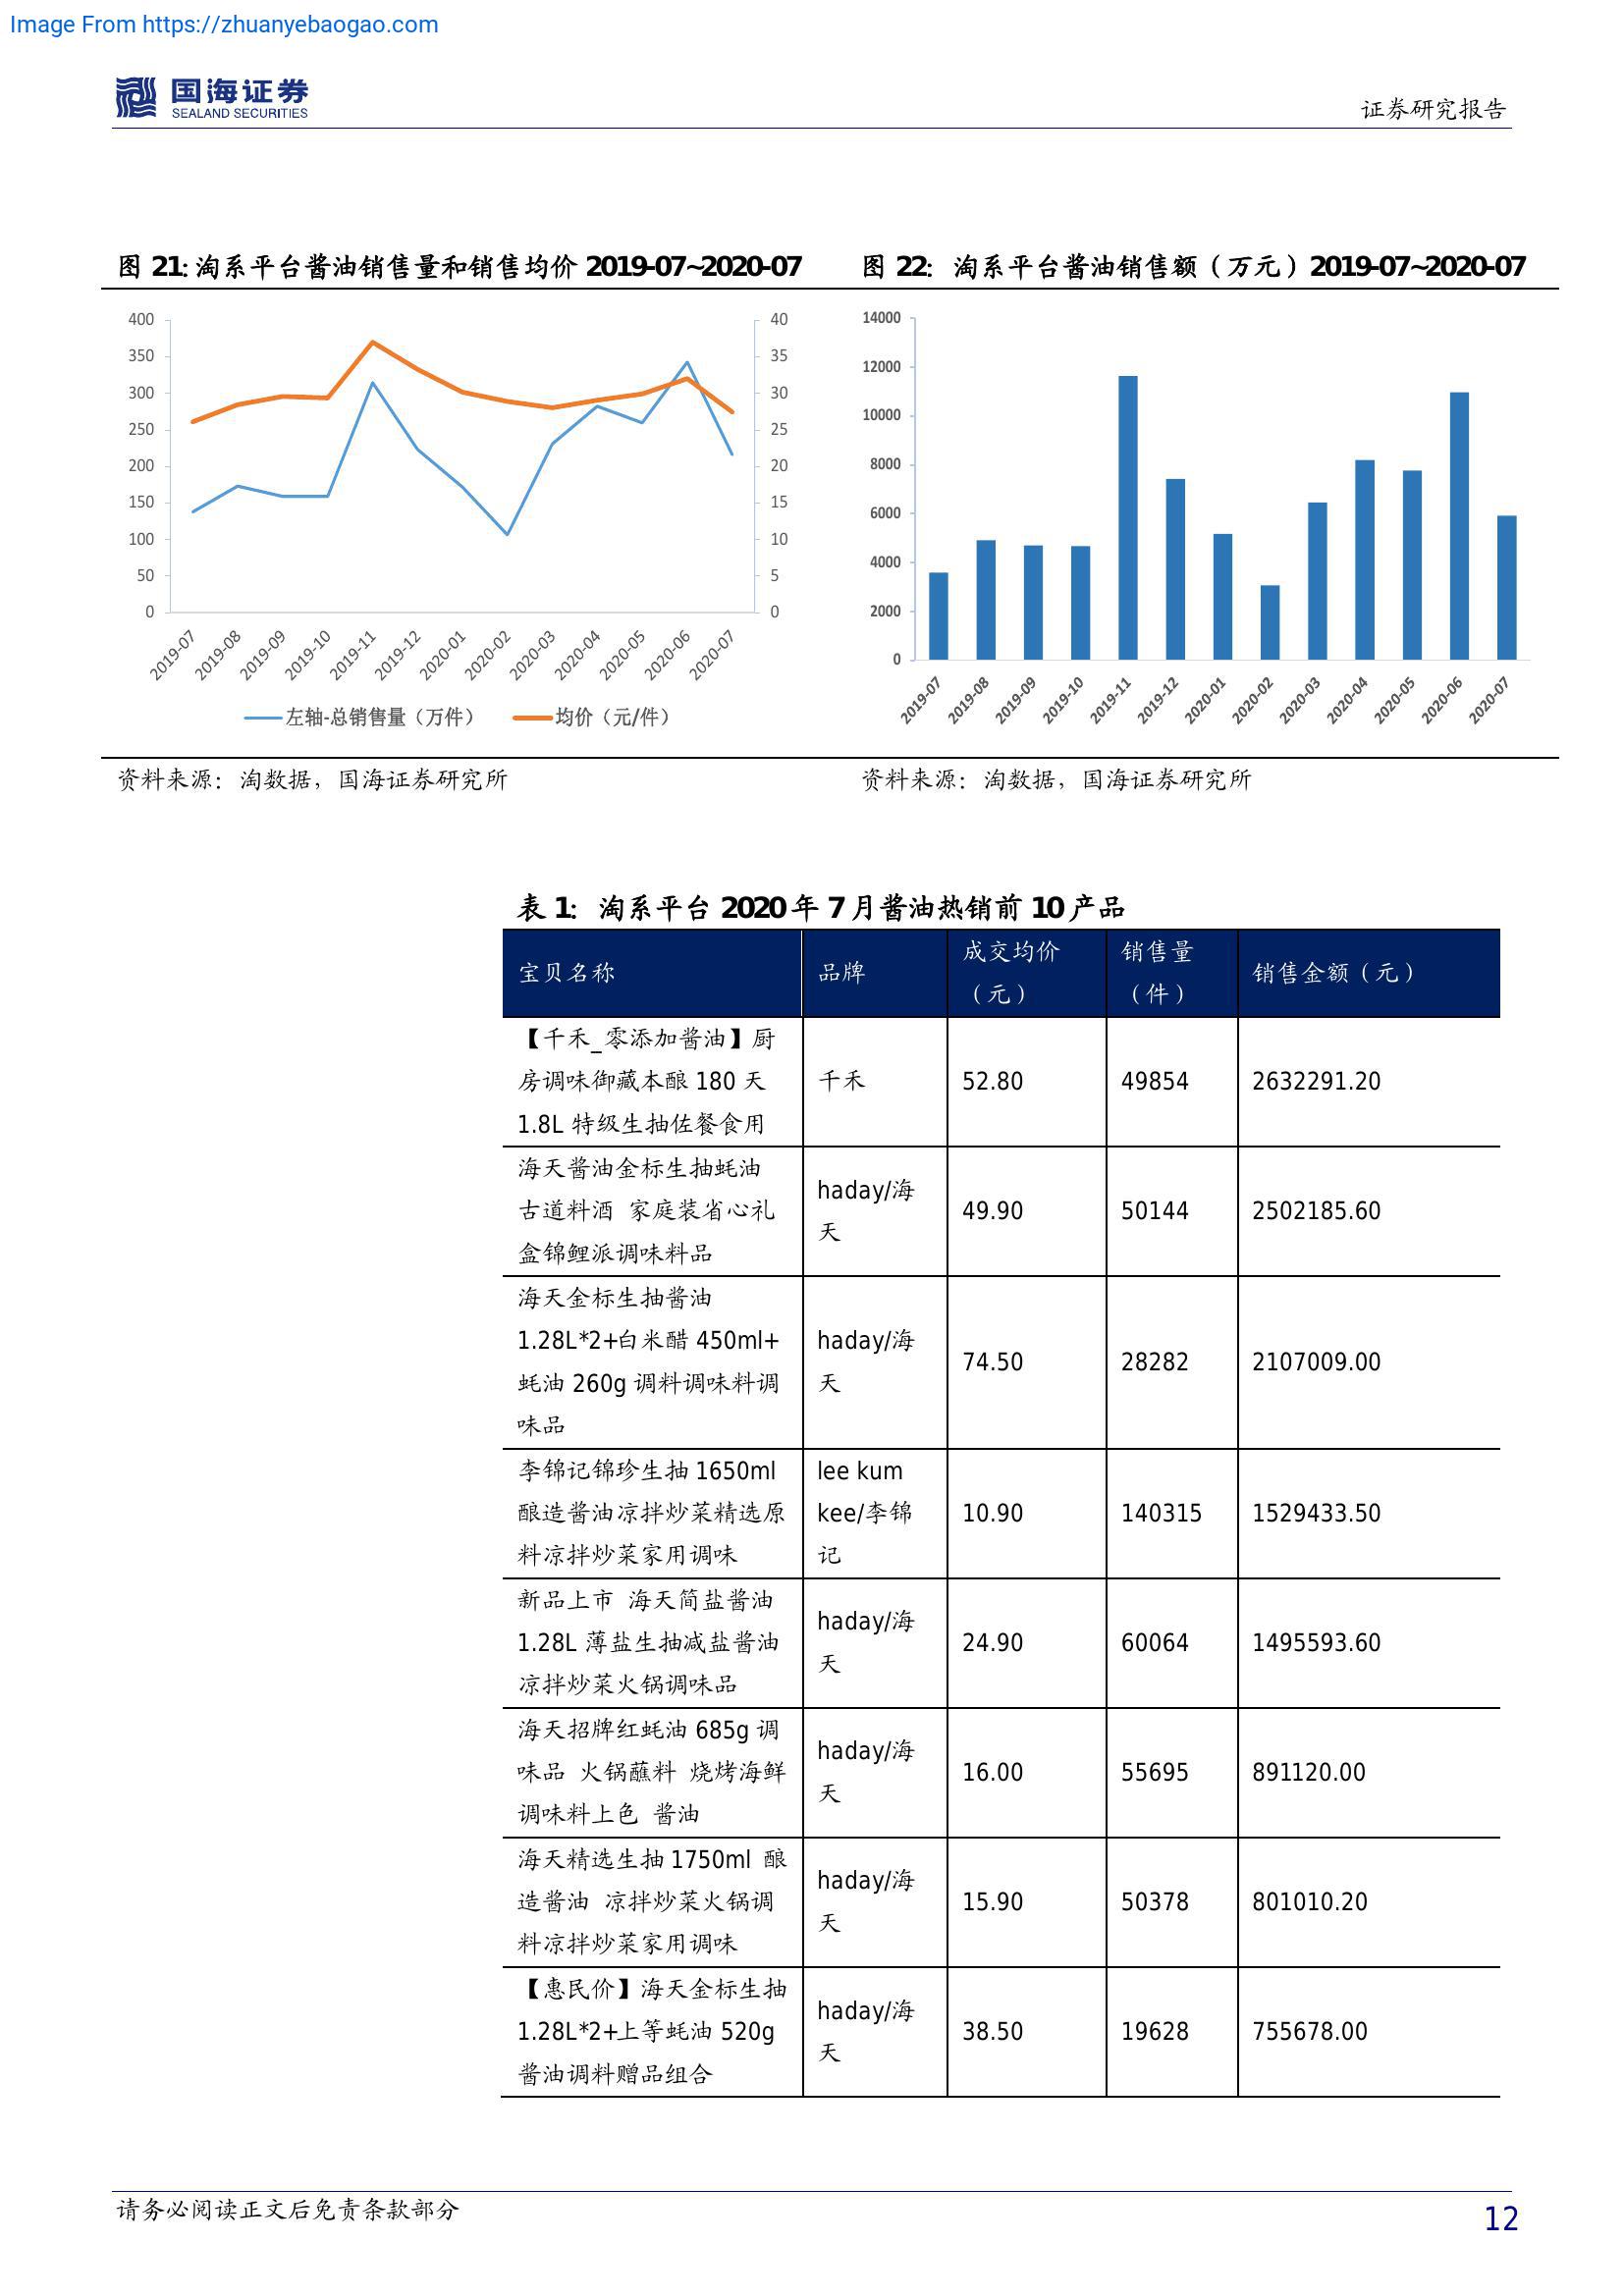 Image From https://zhuanyebaogao.com
国海证券
SEALAND SECURITIES
证券研究报告
图 21: 淘系平台酱油销售量和销售均价 2019-07~2020-07
400
350
300
250
200
150
100
50
0
40
35
30
25
20
15
10
5
0
2019-07
2019-08
2019-09
2019-10
2019-11
2019-12
2020-01
2020-02
2020-03
2020-04
2020-05
2020-06
2020-07
左轴-总销售量（万件）
均价（元/件）
资料来源：淘数据，国海证券研究所
图 22: 淘系平台酱油销售额（万元）2019-07~2020-07
14000
12000
10000
8000
6000
4000
2000
0
2019-07
2019-08
2019-09
2019-10
2019-11
2019-12
2020-01
2020-02
2020-03
2020-04
2020-05
2020-06
2020-07
资料来源：淘数据，国海证券研究所
表 1: 淘系平台 2020 年 7 月酱油热销前 10 产品
宝贝名称
品牌
成交均价
（元）
销售量
（件）
销售金额（元）
【千禾_零添加酱油】厨
房调味御藏本酿 180 天
1.8L 特级生抽佐餐食用
千禾
52.80
49854
2632291.20
海天酱油金标生抽蚝油
古道料酒 家庭装省心礼
盒锦鲤派调味料品
haday/海
天
49.90
50144
2502185.60
海天金标生抽酱油
1.28L*2+白米醋 450ml+
蚝油 260g 调料调味料调
味品
haday/海
天
74.50
28282
2107009.00
李锦记锦珍生抽 1650ml
酿造酱油凉拌炒菜精选原
料凉拌炒菜家用调味
lee kum
kee/李锦
记
10.90
140315
1529433.50
新品上市 海天简盐酱油
1.28L 薄盐生抽减盐酱油
凉拌炒菜火锅调味品
haday/海
天
24.90
60064
1495593.60
海天招牌红蚝油 685g 调
味品 火锅蘸料 烧烤海鲜
调味料上色 酱油
haday/海
天
16.00
55695
891120.00
海天精选生抽 1750ml 酿
造酱油 凉拌炒菜火锅调
料凉拌炒菜家用调味
haday/海
天
15.90
50378
801010.20
【惠民价】海天金标生抽
1.28L*2+上等蚝油 520g
酱油调料赠品组合
haday/海
天
38.50
19628
755678.00
请务必阅读正文后免责条款部分
12